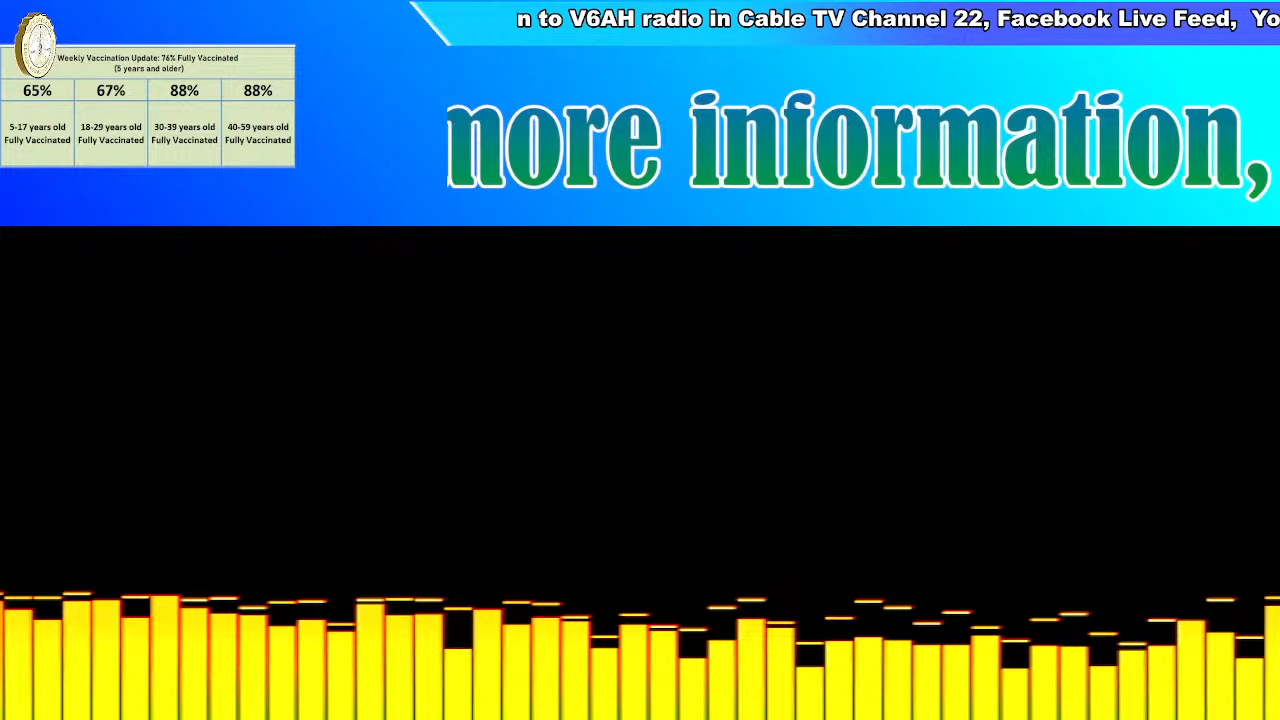 n to V6AH radio in Cable TV Channel 22, Facebook Live Feed, Yo
Weekly Vaccination Update: 76% Fully Vaccinated
(5 years and older)
65% 67% 88% 88%
5-17 years old 18-29 years old 30-39 years old 40-59 years old
Fully Vaccinated Fully Vaccinated Fully Vaccinated Fully Vaccinated
nore information,